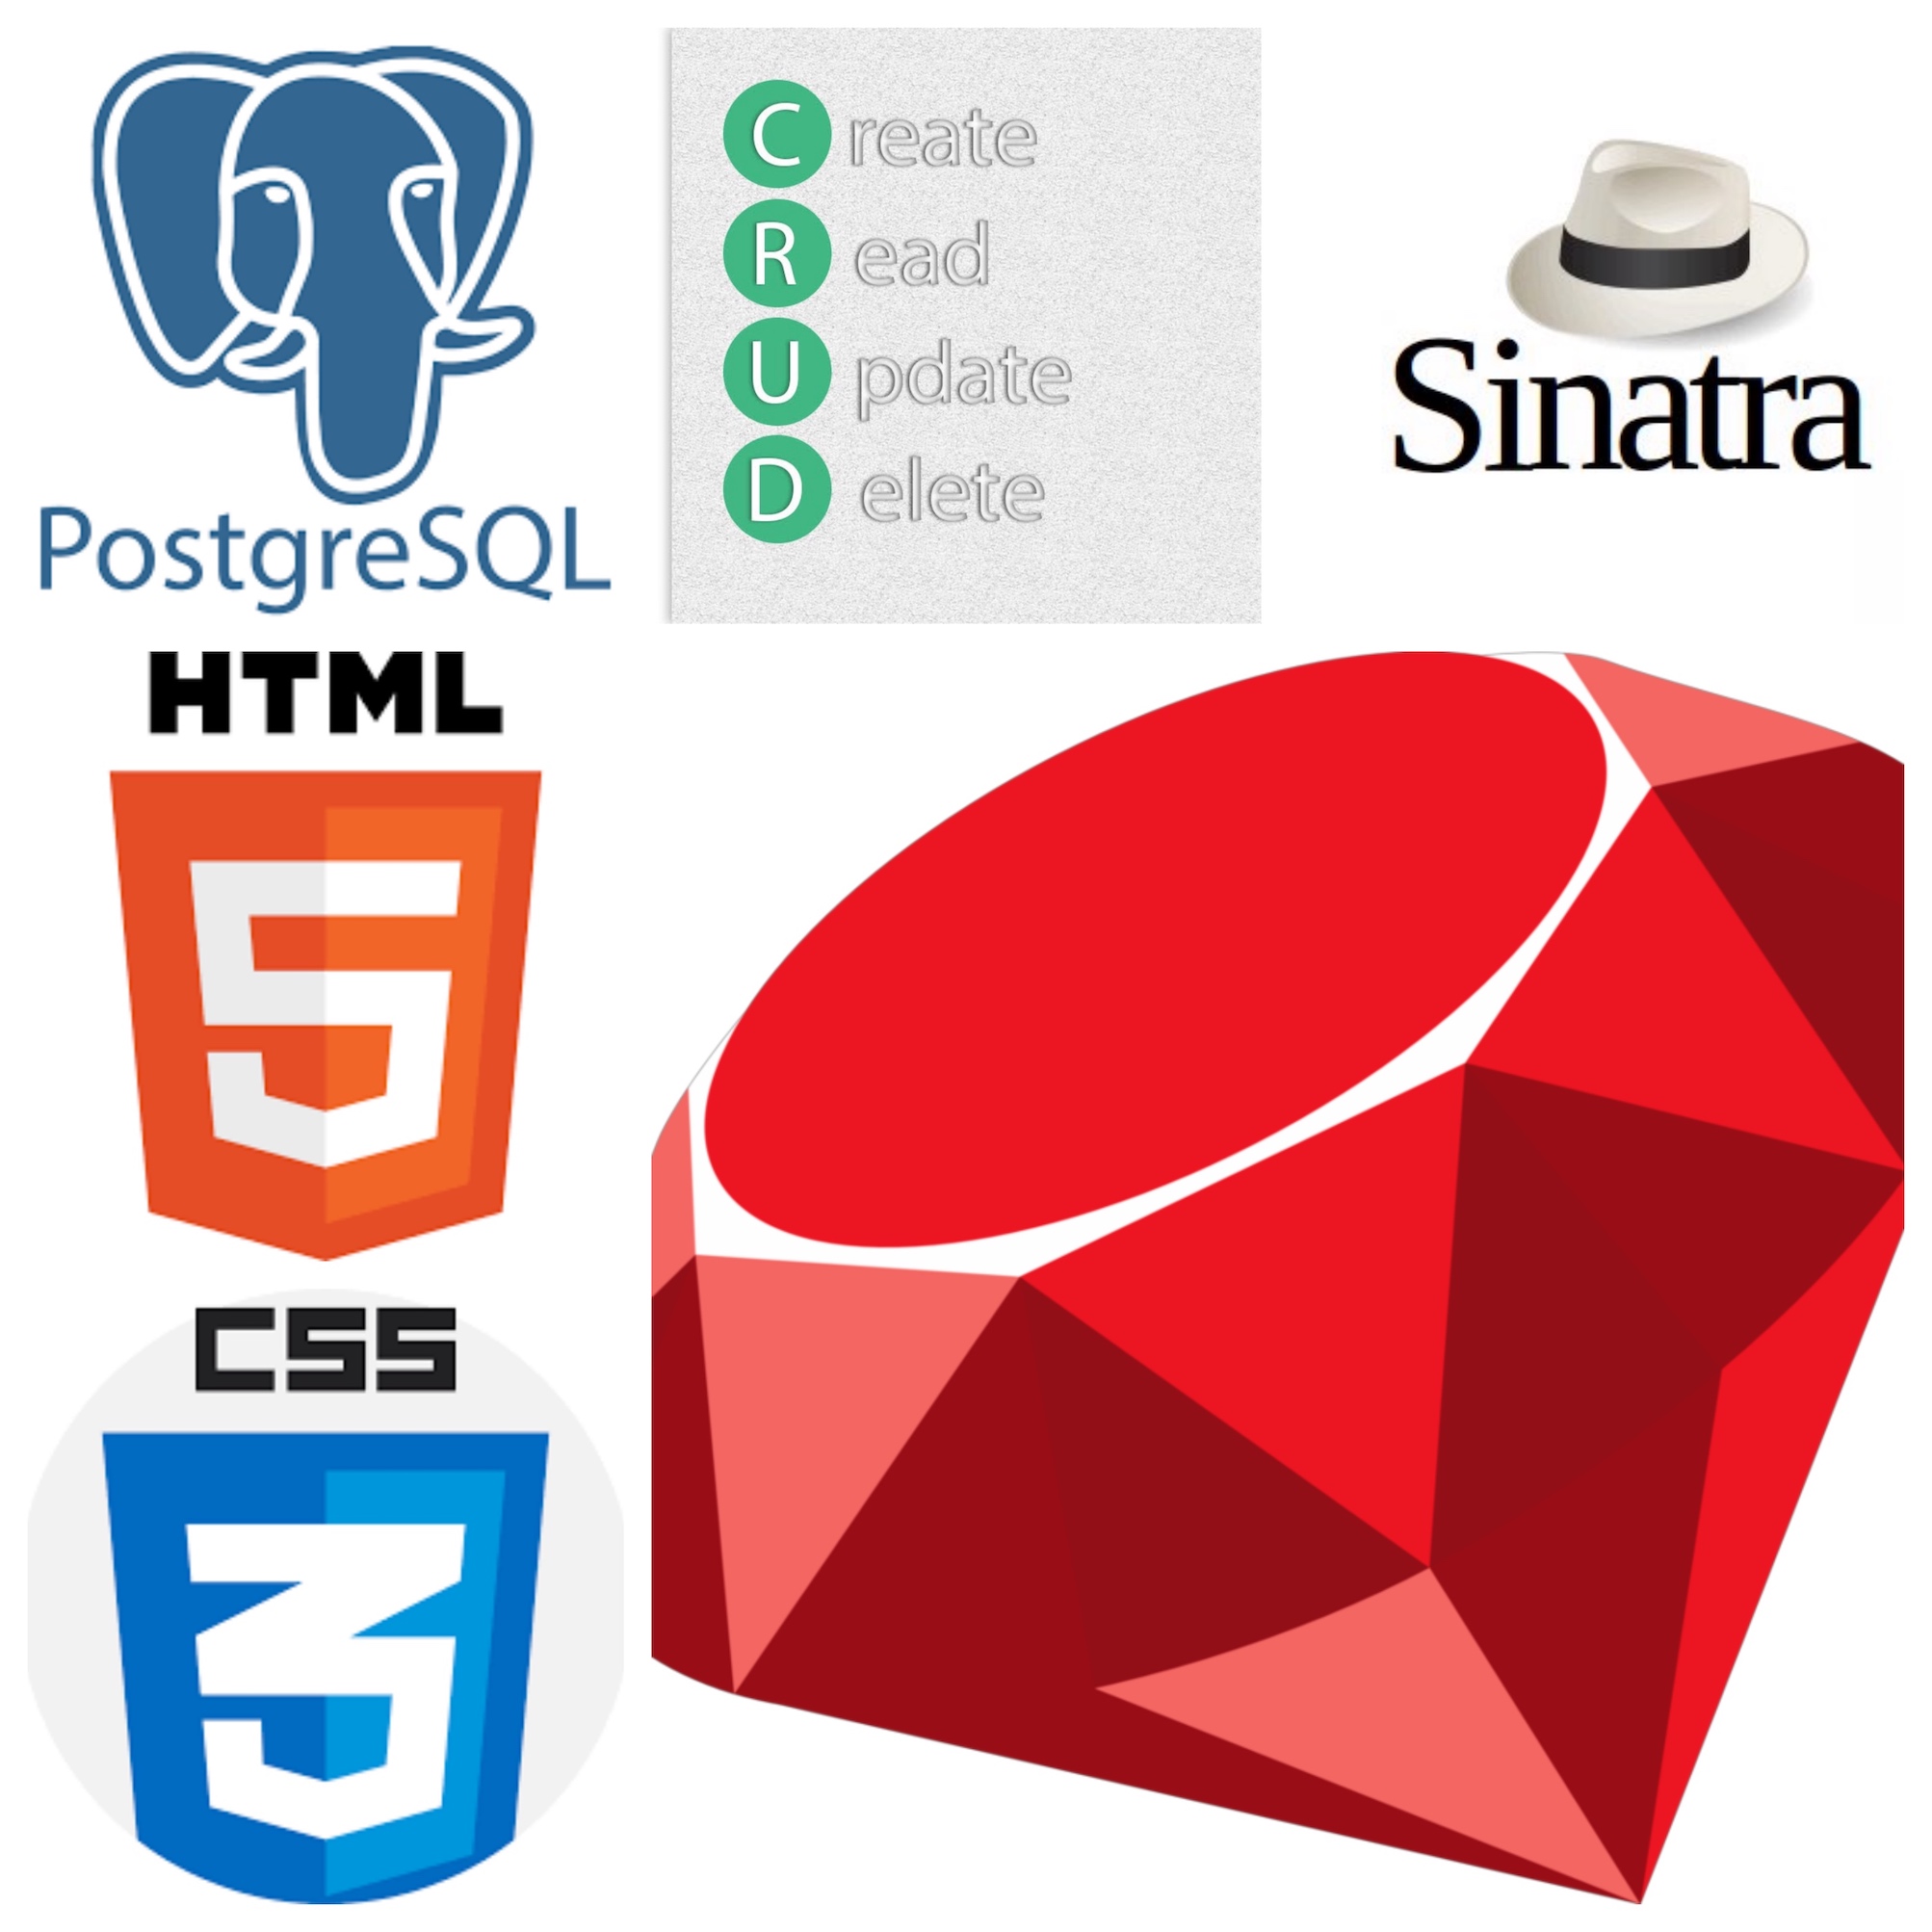 PostgreSQL
Create
Read
Update
Delete
Sinatra
HTML
5
CSS
3